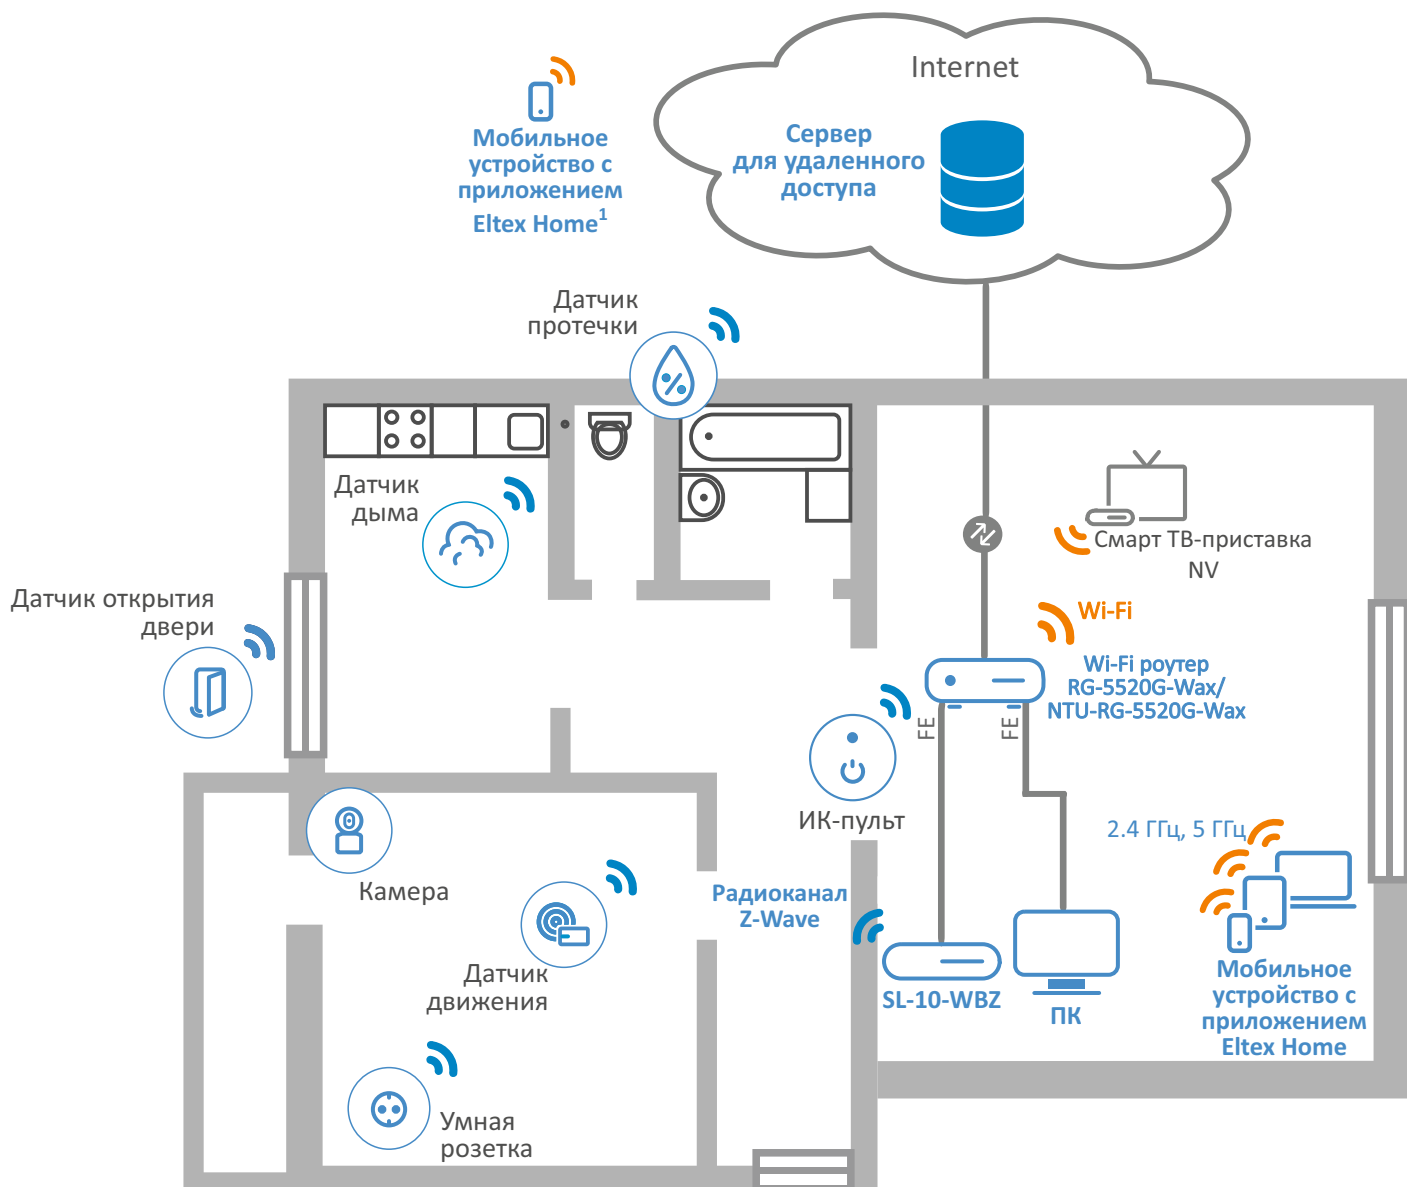 Internet
Мобильное
устройство с
приложением
Eltex Home1
Сервер
для удаленного
доступа
Датчик
протечки
Датчик
дыма
Смарт ТВ-приставка
NV
Датчик открытия
двери
Wi-Fi
Wi-Fi роутер
RG-5520G-Wax/
NTU-RG-5520G-Wax
FE
FE
ИК-пульт
2.4 ГГц, 5 ГГц
Камера
Радиоканал
Z-Wave
Датчик
движения
SL-10-WBZ
ПК
Мобильное
устройство с
приложением
Eltex Home
Умная
розетка